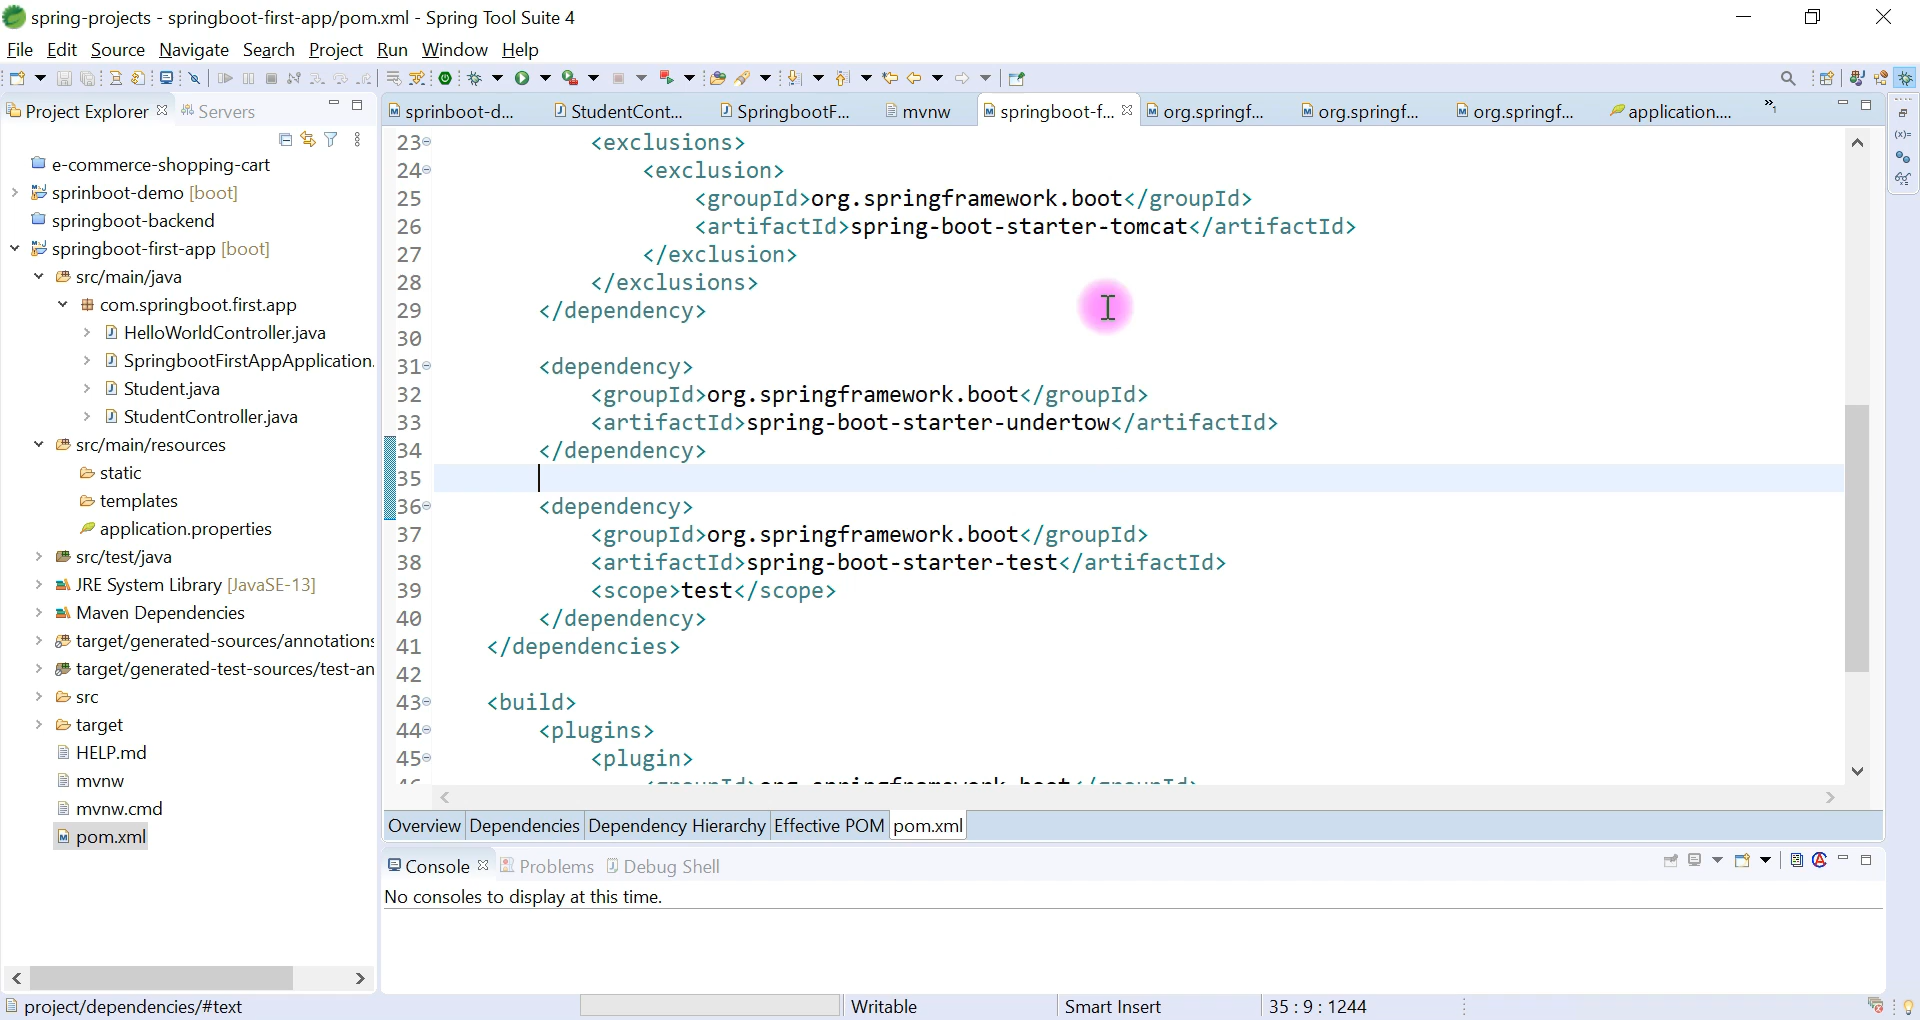 spring-projects - springboot-first-app/pom.xml - Spring Tool Suite 4
File Edit Source Navigate Search Project Run Window Help
Project Explorer Servers
sprinboot-d... StudentCont... SpringbootF... mvnw springboot-f... org.springf... org.springf... org.springf... application.... »1
e-commerce-shopping-cart
sprinboot-demo [boot]
springboot-backend
springboot-first-app [boot]
src/main/java
com.springboot.first.app
HelloWorldController.java
SpringbootFirstAppApplication.
Student.java
StudentController.java
src/main/resources
static
templates
application.properties
src/test/java
JRE System Library [JavaSE-13]
Maven Dependencies
target/generated-sources/annotations
target/generated-test-sources/test-an
src
target
HELP.md
mvnw
mvnw.cmd
pom.xml
23 <exclusions>
24 <exclusion>
25 <groupId>org.springframework.boot</groupId>
26 <artifactId>spring-boot-starter-tomcat</artifactId>
27 </exclusion>
28 </exclusions>
29 </dependency>
30
31 <dependency>
32 <groupId>org.springframework.boot</groupId>
33 <artifactId>spring-boot-starter-undertow</artifactId>
34 </dependency>
35
36 <dependency>
37 <groupId>org.springframework.boot</groupId>
38 <artifactId>spring-boot-starter-test</artifactId>
39 <scope>test</scope>
40 </dependency>
41 </dependencies>
42
43 <build>
44 <plugins>
45 <plugin>
46 <groupId>org.springframework.boot</groupId>
Overview Dependencies Dependency Hierarchy Effective POM pom.xml
Console Problems Debug Shell
No consoles to display at this time.
project/dependencies/#text Writable Smart Insert 35 : 9 : 1244